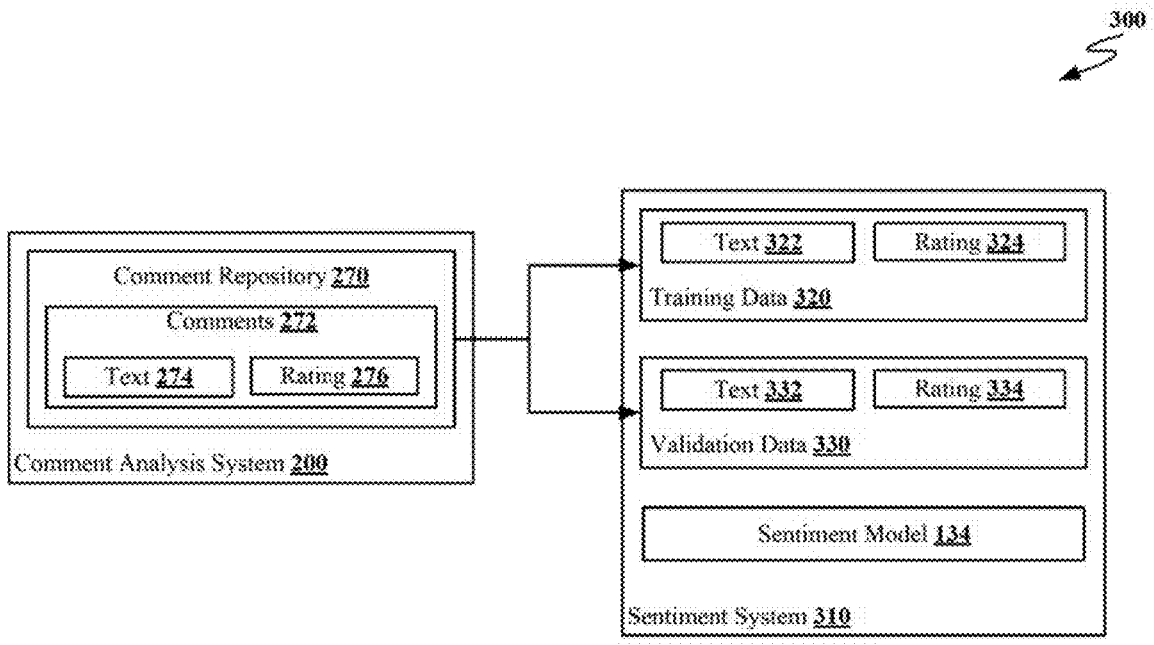 300
Comment Repository 270
Comments 272
Text 274
Rating 276
Comment Analysis System 200
Text 322
Rating 324
Training Data 320
Text 332
Rating 334
Validation Data 330
Sentiment Model 134
Sentiment System 310